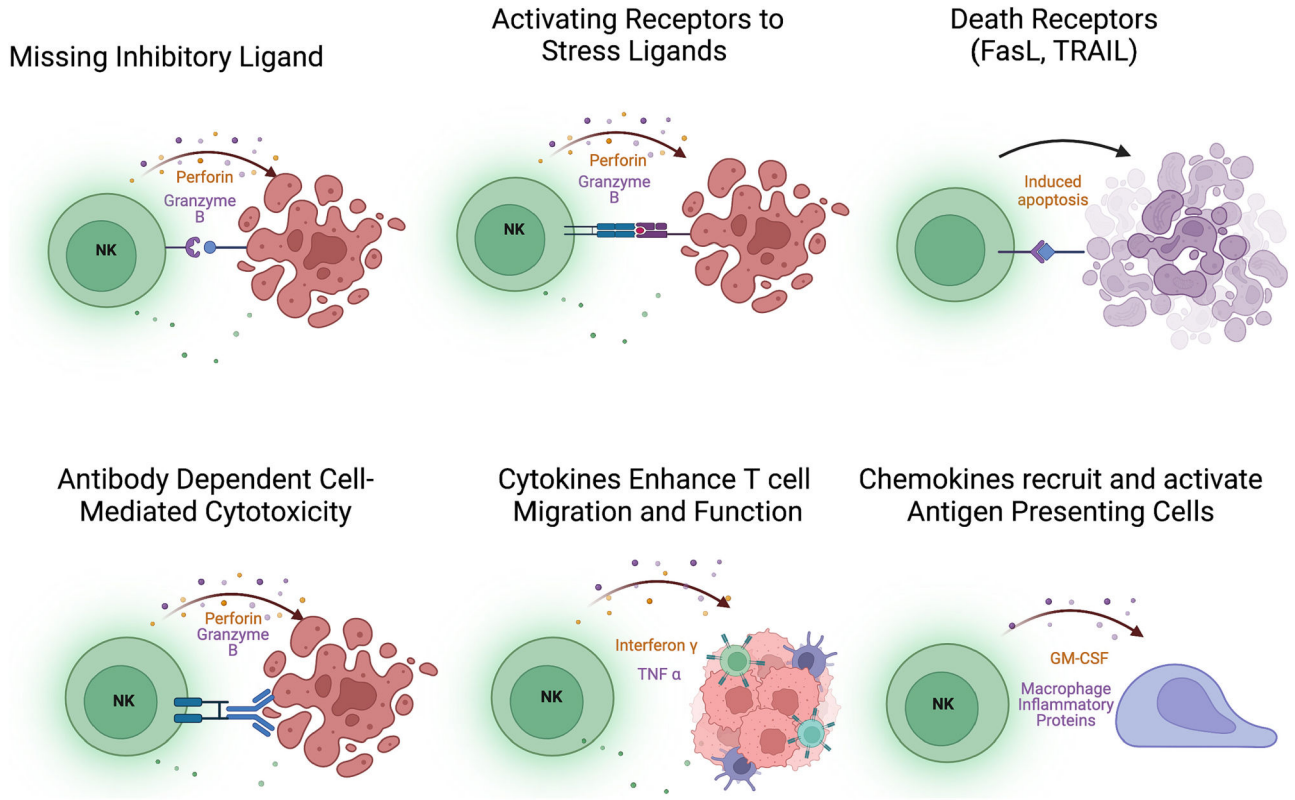 Missing Inhibitory Ligand
Perforin
Granzyme
B
NK
Activating Receptors to
Stress Ligands
Perforin
Granzyme
B
NK
Death Receptors
(FasL, TRAIL)
Induced
apoptosis
Antibody Dependent Cell-
Mediated Cytotoxicity
Perforin
Granzyme
B
NK
Cytokines Enhance T cell
Migration and Function
Interferon γ
TNF α
NK
Chemokines recruit and activate
Antigen Presenting Cells
GM-CSF
Macrophage
Inflammatory
Proteins
NK